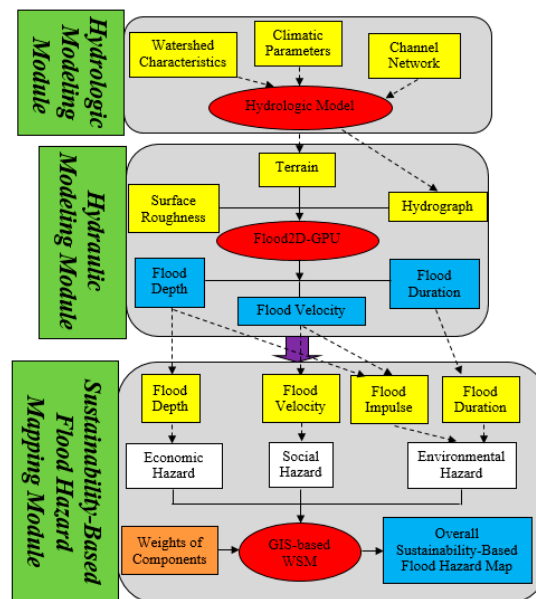 Hydrologic
Modeling
Module
Watershed
Characteristics
Climatic
Parameters
Channel
Network
Hydrologic Model
Hydraulic
Modeling Module
Terrain
Surface
Roughness
Hydrograph
Flood2D-GPU
Flood
Depth
Flood Velocity
Flood
Duration
Sustainability-Based
Flood Hazard
Mapping Module
Flood
Depth
Flood
Velocity
Flood
Impulse
Flood
Duration
Economic
Hazard
Social
Hazard
Environmental
Hazard
Weights of
Components
GIS-based
WSM
Overall
Sustainability-Based
Flood Hazard Map